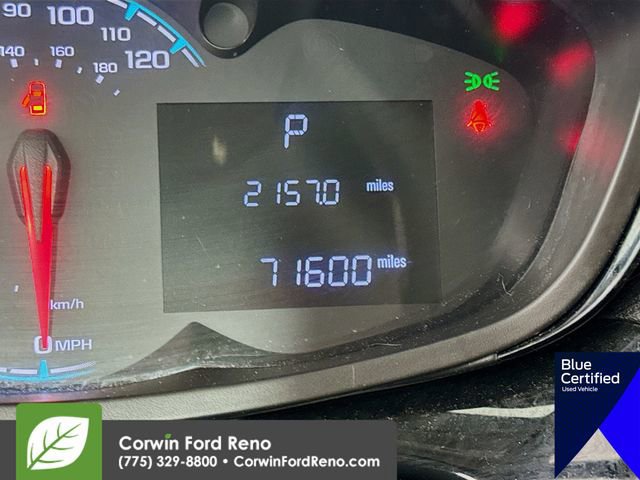 90 100 110 120
140 160 180
P
2157.0 miles
71600 miles
km/h
0 MPH
Blue
Certified
Used Vehicle
Corwin Ford Reno
(775) 329-8800 • CorwinFordReno.com